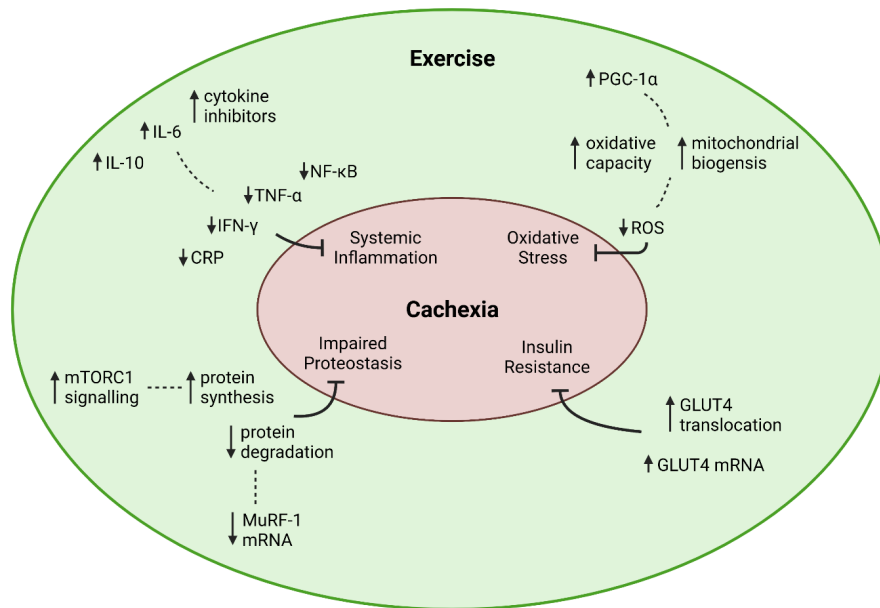 Exercise
↑ cytokine
inhibitors
↑ IL-6
↑ IL-10
↓ NF-κB
↓ TNF-α
↓ IFN-γ
↓ CRP
↑ PGC-1α
↑ oxidative
capacity
↑ mitochondrial
biogensis
↓ ROS
Systemic
Inflammation
Oxidative
Stress
Cachexia
Impaired
Proteostasis
Insulin
Resistance
↑ mTORC1
signalling
↑ protein
synthesis
↓ protein
degradation
↓ MuRF-1
mRNA
↑ GLUT4
translocation
↑ GLUT4 mRNA